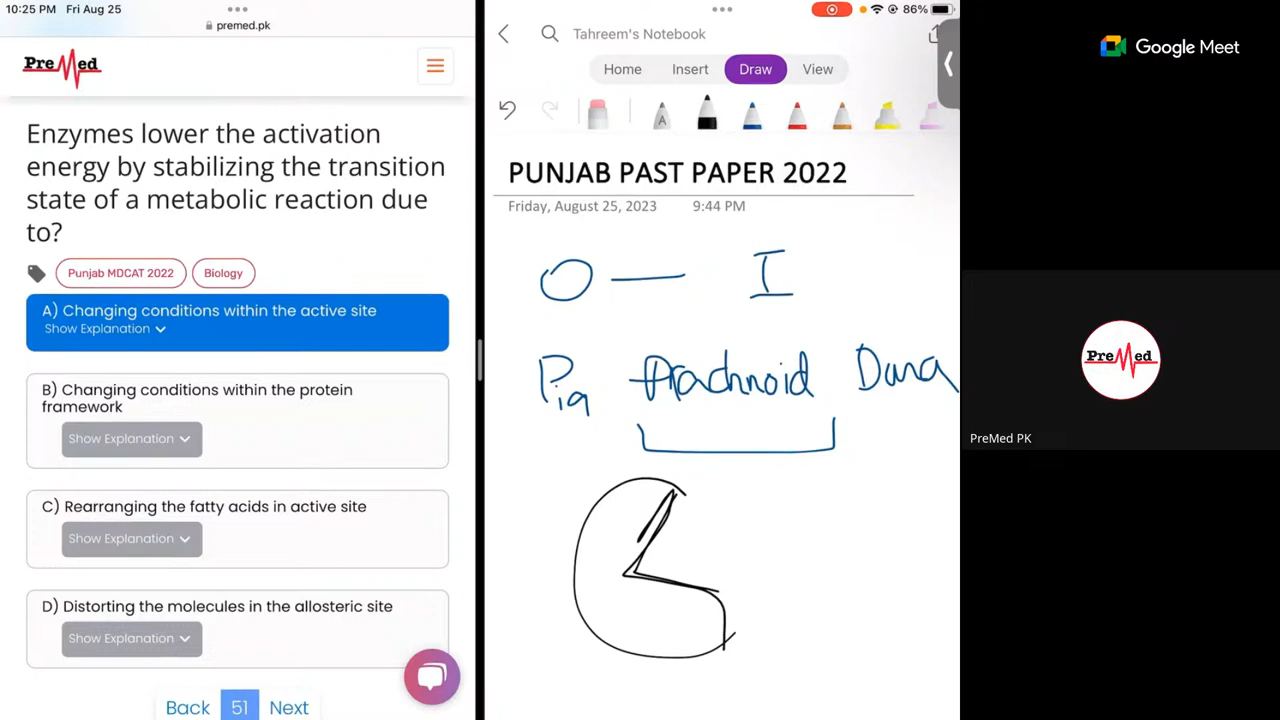 10:25 PM Fri Aug 25
premed.pk
PreMed
Enzymes lower the activation
energy by stabilizing the transition
state of a metabolic reaction due
to?
Punjab MDCAT 2022
Biology
A) Changing conditions within the active site
Show Explanation
B) Changing conditions within the protein
framework
Show Explanation
C) Rearranging the fatty acids in active site
Show Explanation
D) Distorting the molecules in the allosteric site
Show Explanation
Back 51 Next
86%
Tahreem's Notebook
Home Insert Draw View
A
PUNJAB PAST PAPER 2022
Friday, August 25, 2023 9:44 PM
O — I
Pia Arachnoid Dura
Google Meet
PreMed
PreMed PK